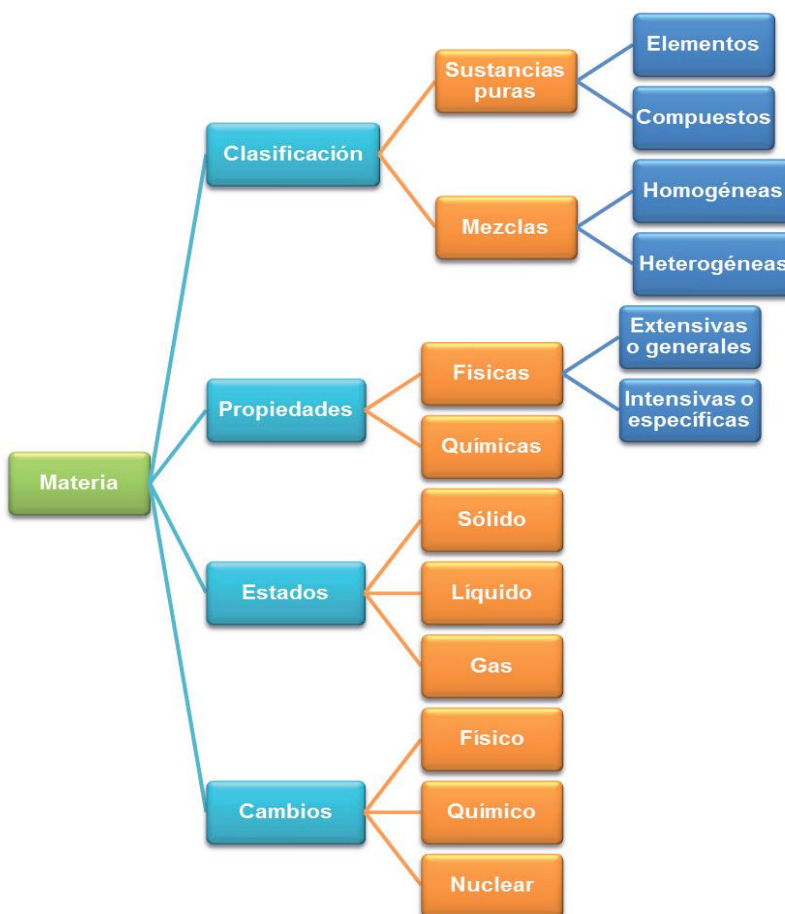 Materia
Clasificación
Sustancias
puras
Elementos
Compuestos
Mezclas
Homogéneas
Heterogéneas
Propiedades
Fisicas
Extensivas
o generales
Intensivas o
específicas
Químicas
Estados
Sólido
Líquido
Gas
Cambios
Físico
Químico
Nuclear